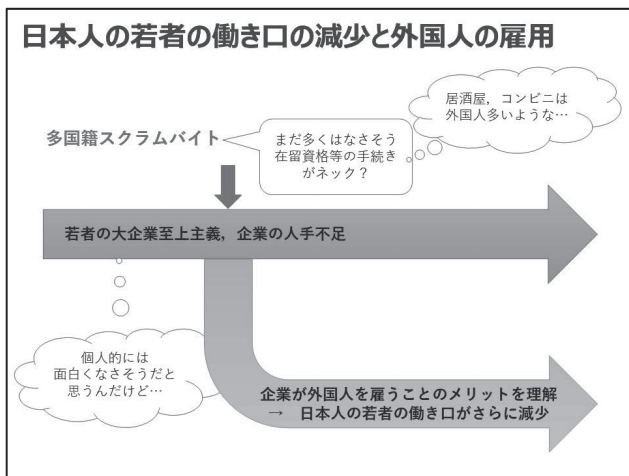 日本人の若者の働き口の減少と外国人の雇用
居酒屋，コンビニは
外国人多いような…
多国籍スクラムバイト
まだ多くはなさそう
在留資格等の手続き
がネック？
若者の大企業至上主義，企業の人手不足
個人的には
面白くなさそうだと
思うんだけど…
企業が外国人を雇うことのメリットを理解
→　日本人の若者の働き口がさらに減少